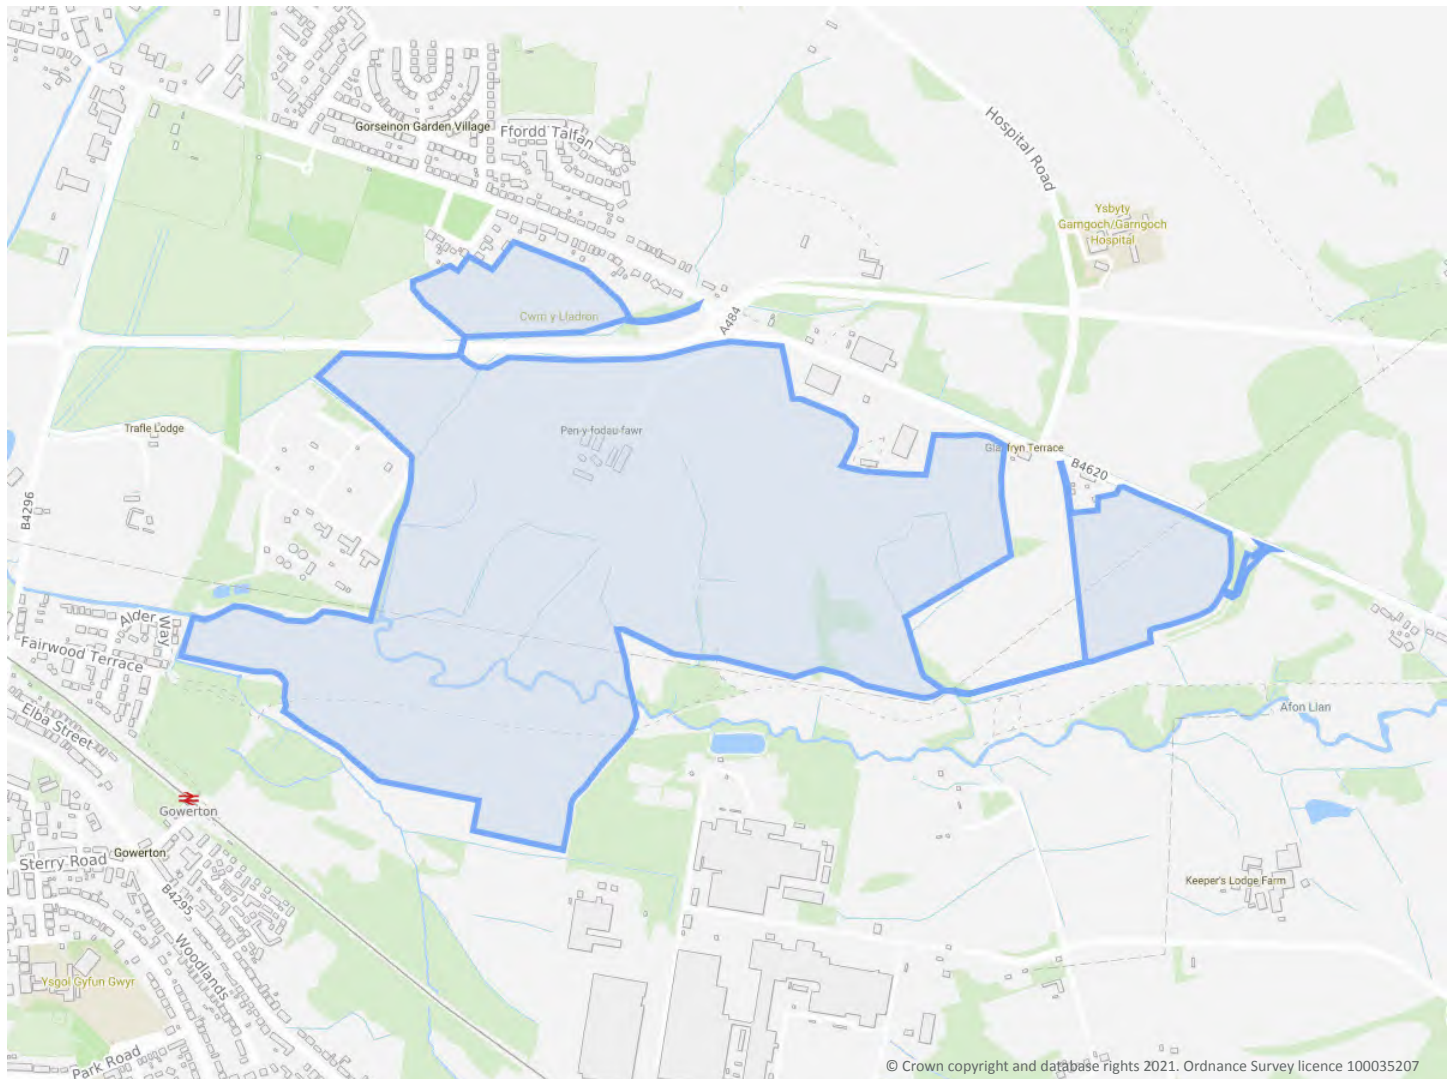 Gorseinon Garden Village
Ffordd Talfan
Hospital Road
Ysbyty
Garngoch/Garngoch
Hospital
Cwm y Lladron
A484
Trafle Lodge
Pen-y-fodau-fawr
Glanfryn Terrace
B4620
B4296
Alder Way
Fairwood Terrace
Elba Street
Afon Llan
Gowerton
Gowerton
Sterry Road
B4295
Woodlands
Keeper's Lodge Farm
Ysgol Gyfun Gwyr
Park Road
© Crown copyright and database rights 2021. Ordnance Survey licence 100035207